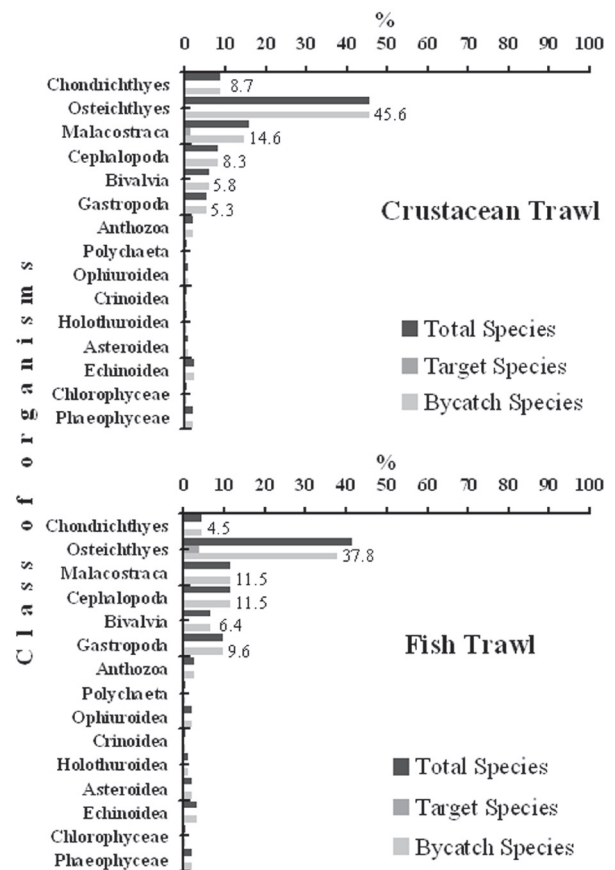 %
0 10 20 30 40 50 60 70 80 90 100
Chondrichthyes 8.7
Osteichthyes 45.6
Malacostraca 14.6
Cephalopoda 8.3
Bivalvia 5.8
Gastropoda 5.3
Crustacean Trawl
Anthozoa
Polychaeta
Ophiuroidea
Crinoidea
Holothuroidea
Asteroidea
Echinoidea
Chlorophyceae
Phaeophyceae
Total Species
Target Species
Bycatch Species
Class of organisms
%
0 10 20 30 40 50 60 70 80 90 100
Chondrichthyes 4.5
Osteichthyes 37.8
Malacostraca 11.5
Cephalopoda 11.5
Bivalvia 6.4
Gastropoda 9.6
Fish Trawl
Anthozoa
Polychaeta
Ophiuroidea
Crinoidea
Holothuroidea
Asteroidea
Echinoidea
Chlorophyceae
Phaeophyceae
Total Species
Target Species
Bycatch Species